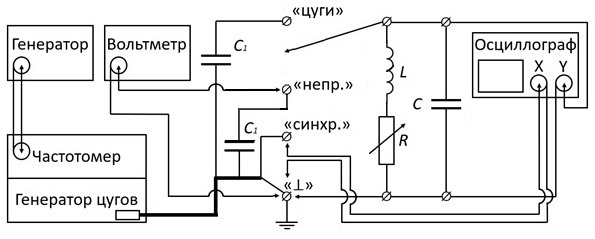 «цуги»
Генератор
Вольтметр
C1
Осциллограф
X Y
L
«непр.»
C
C1
«синхр.»
R
Частотомер
«⊥»
Генератор цугов